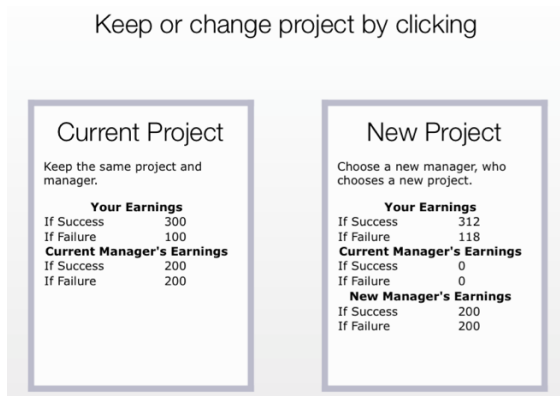 Keep or change project by clicking
Current Project
Keep the same project and
manager.
Your Earnings
If Success 300
If Failure 100
Current Manager's Earnings
If Success 200
If Failure 200
New Project
Choose a new manager, who
chooses a new project.
Your Earnings
If Success 312
If Failure 118
Current Manager's Earnings
If Success 0
If Failure 0
New Manager's Earnings
If Success 200
If Failure 200